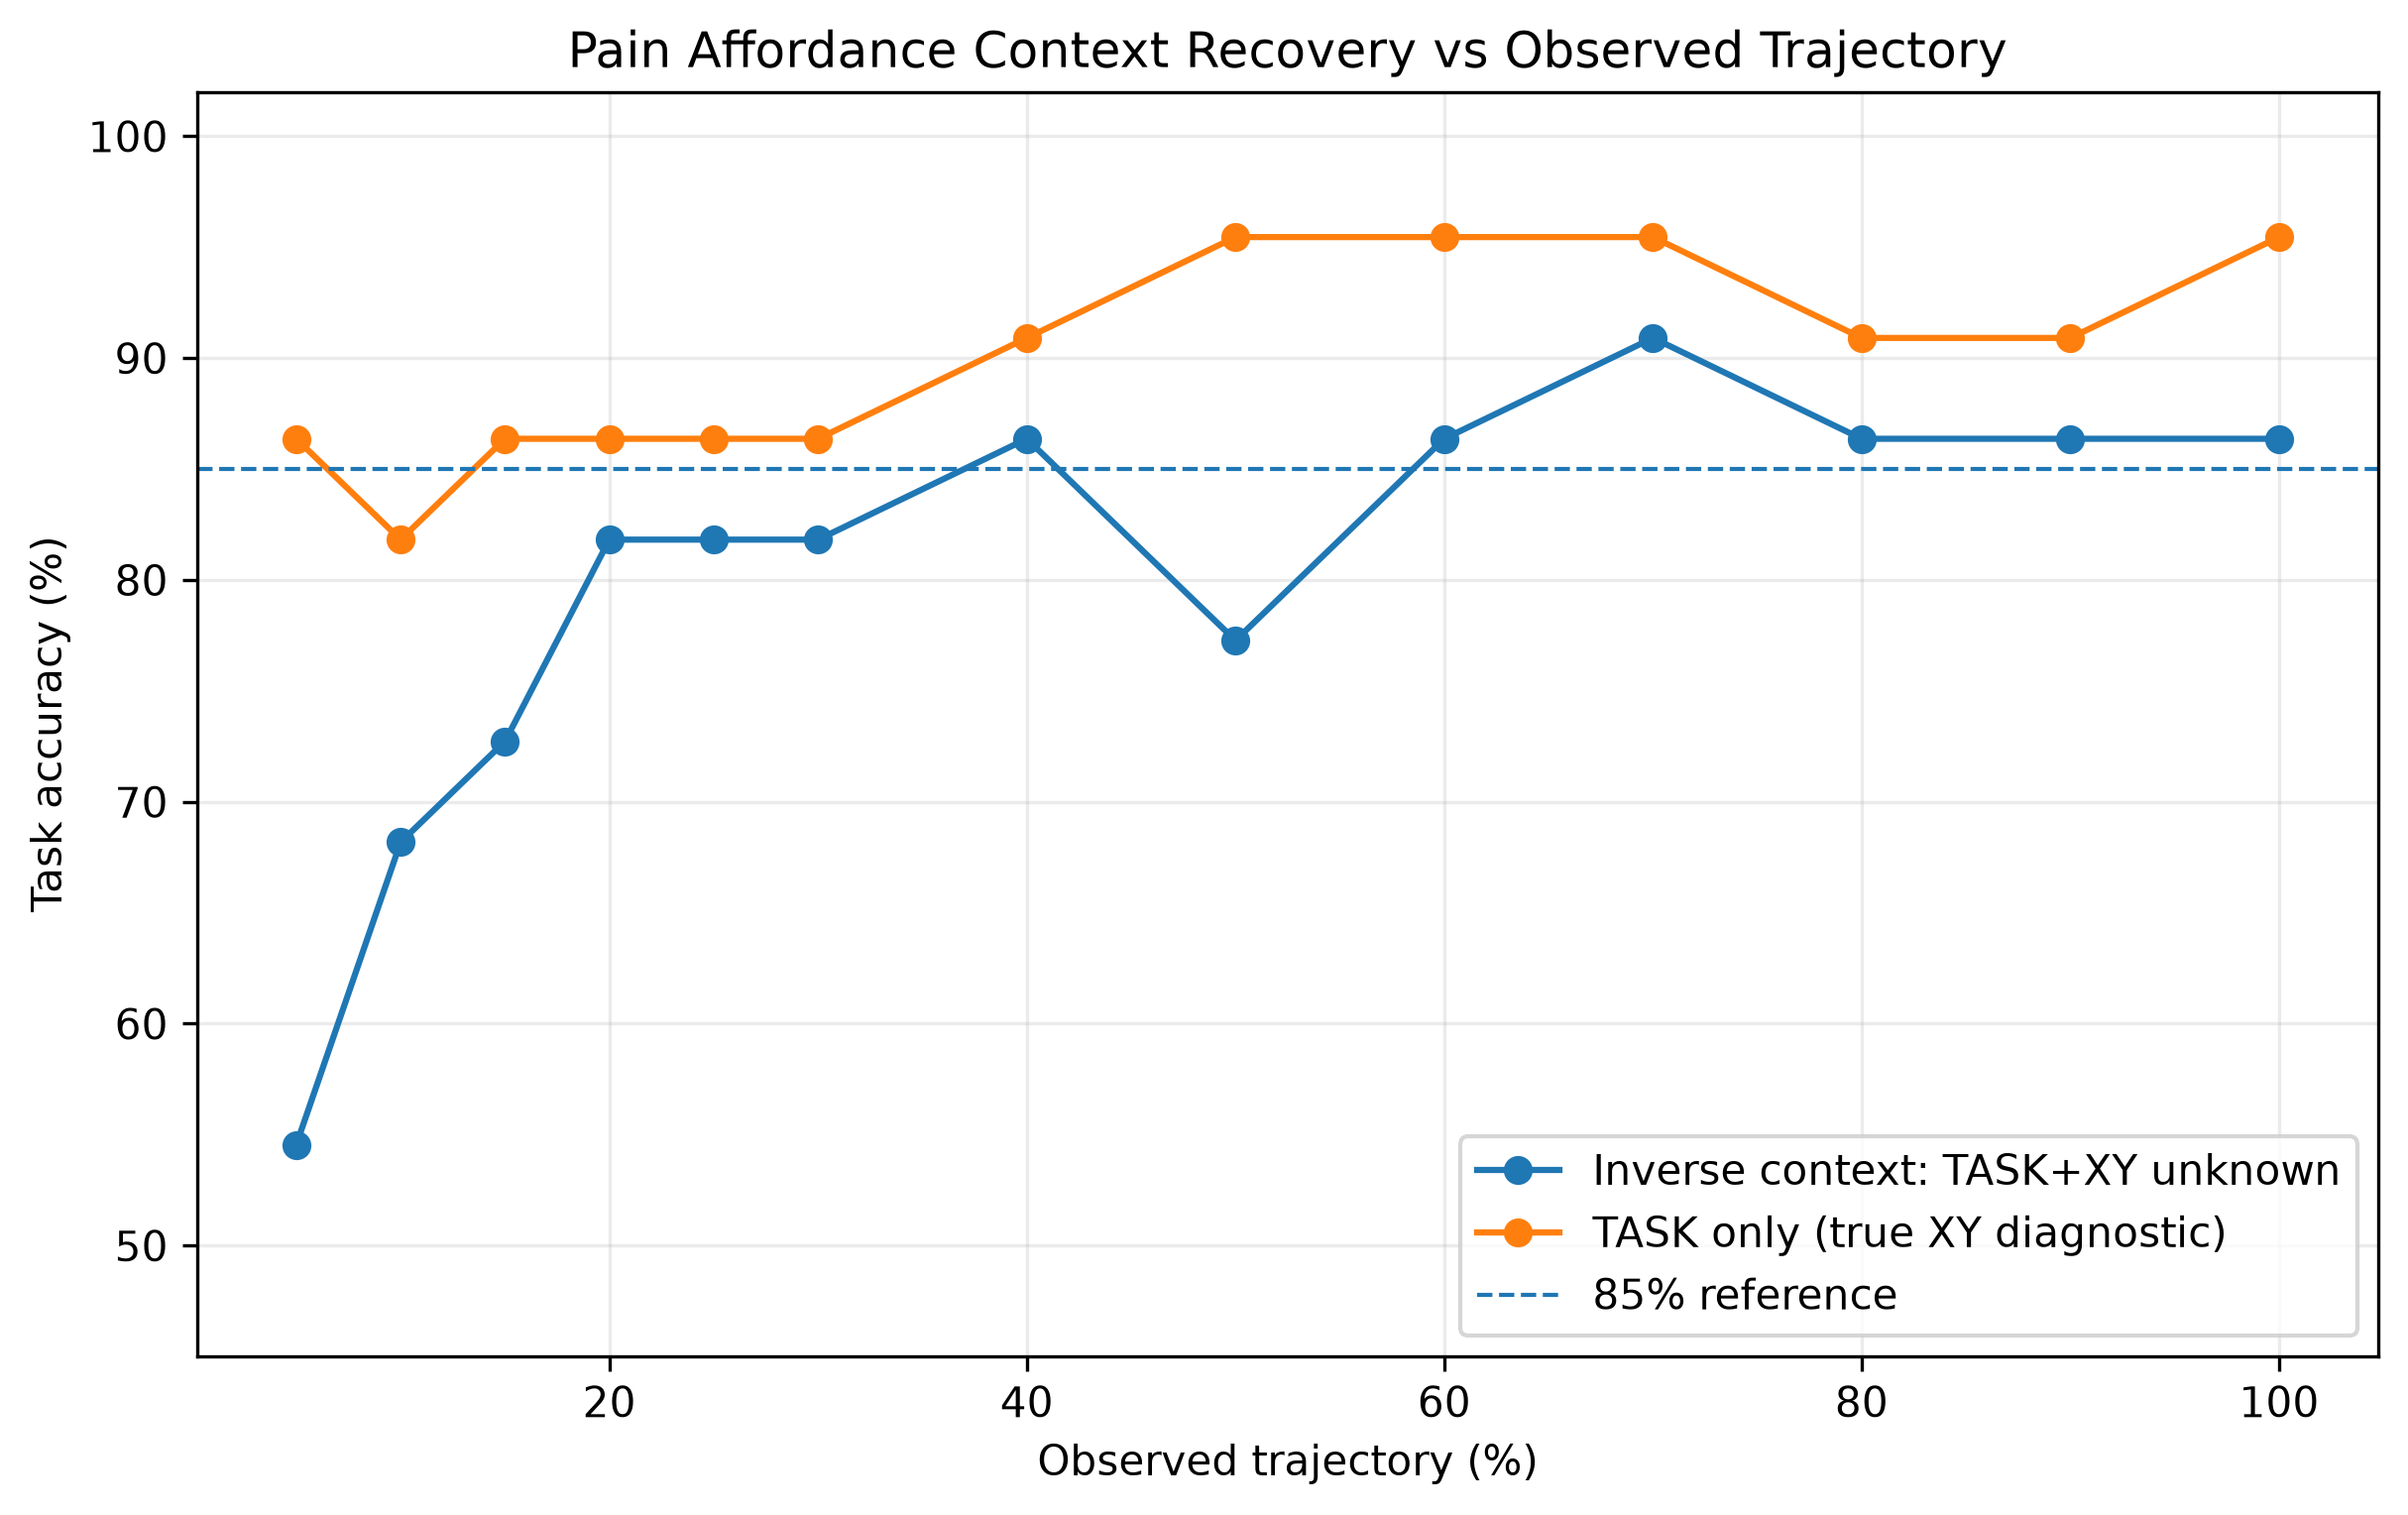 Pain Affordance Context Recovery vs Observed Trajectory
100
90
80
70
60
50
Task accuracy (%)
Inverse context: TASK+XY unknown
TASK only (true XY diagnostic)
85% reference
20 40 60 80 100
Observed trajectory (%)